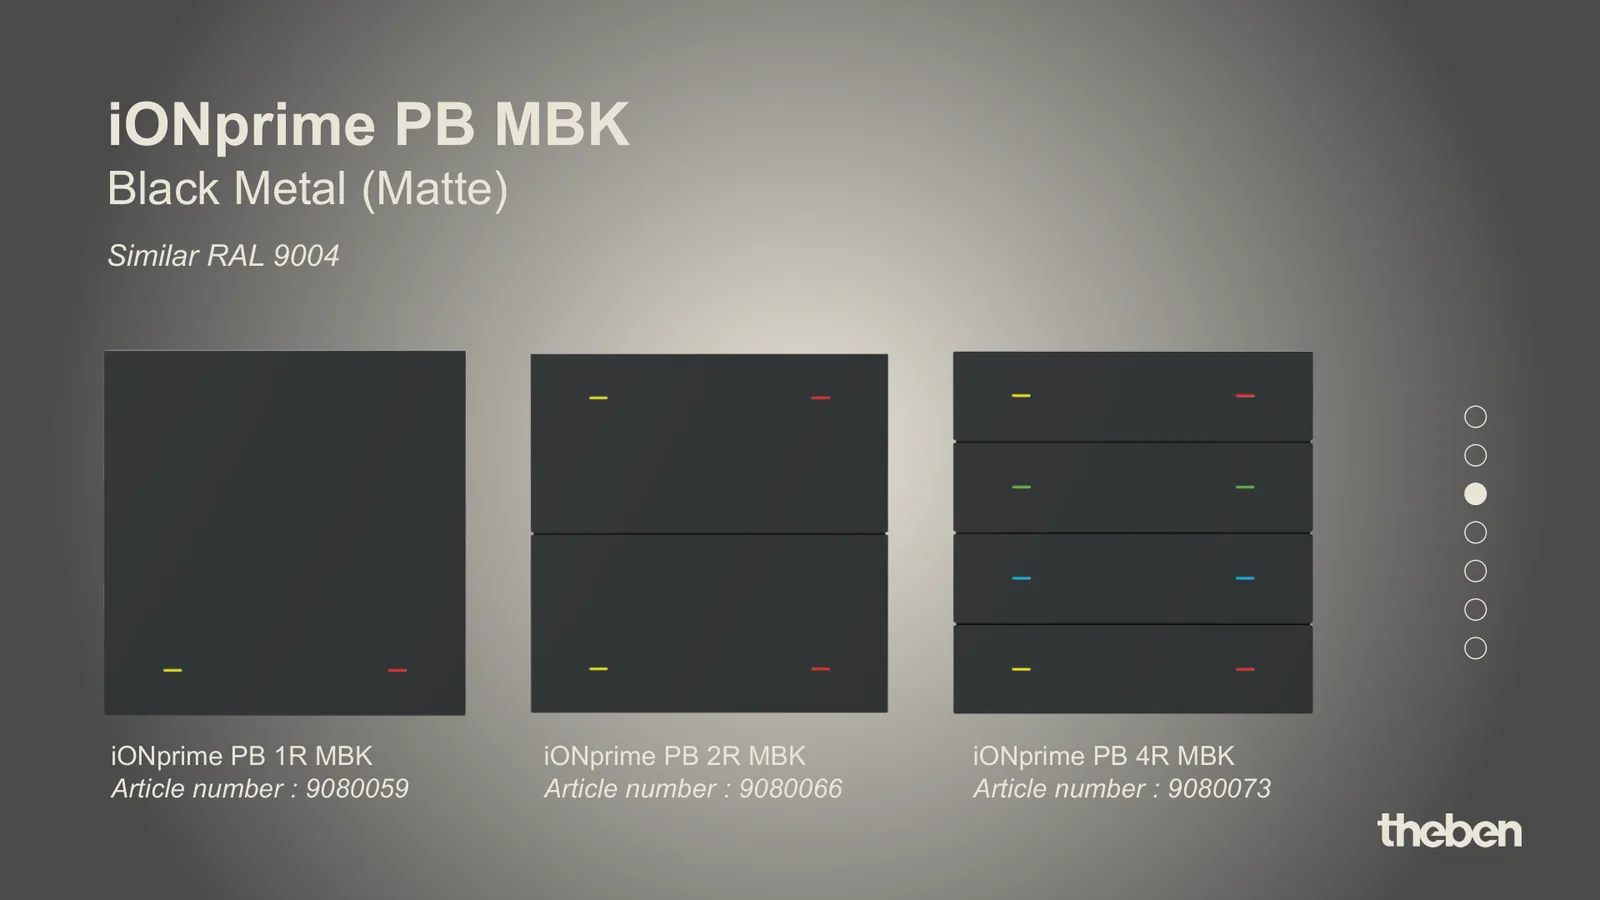 iONprime PB MBK
Black Metal (Matte)
Similar RAL 9004
iONprime PB 1R MBK
Article number : 9080059
iONprime PB 2R MBK
Article number : 9080066
iONprime PB 4R MBK
Article number : 9080073
theben